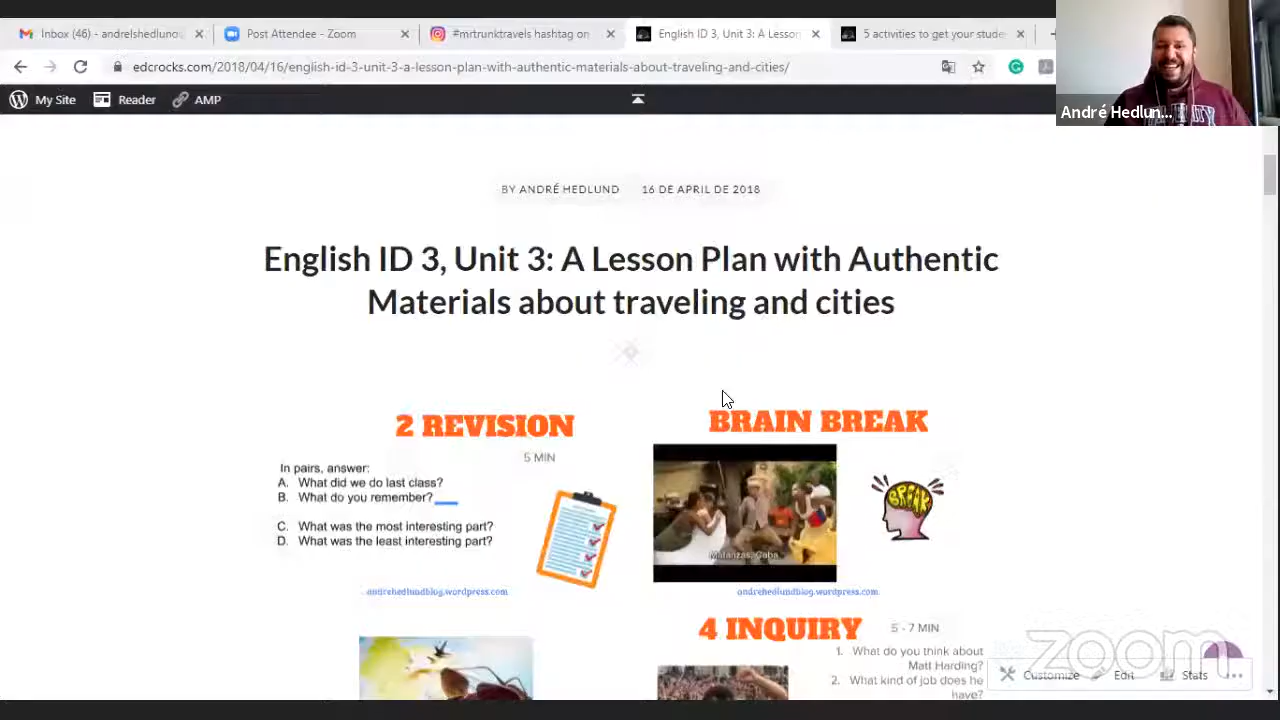 Inbox (46) - andrelshedlund
Post Attendee - Zoom
#mrtrunktravels hashtag on
English ID 3, Unit 3: A Lesson
5 activities to get your stude
edcrocks.com/2018/04/16/english-id-3-unit-3-a-lesson-plan-with-authentic-materials-about-traveling-and-cities/
André Hedlun...
My Site
Reader
AMP
BY ANDRÉ HEDLUND 16 DE APRIL DE 2018
English ID 3, Unit 3: A Lesson Plan with Authentic
Materials about traveling and cities
2 REVISION
5 MIN
In pairs, answer:
A. What did we do last class?
B. What do you remember?
C. What was the most interesting part?
D. What was the least interesting part?
andrehedlundblog.wordpress.com
BRAIN BREAK
Matanzas, Cuba
BREAK
andrehedlundblog.wordpress.com
4 INQUIRY
5 - 7 MIN
1. What do you think about
Matt Harding?
2. What kind of job does he
have?
zoom
Customize
Edit
Stats